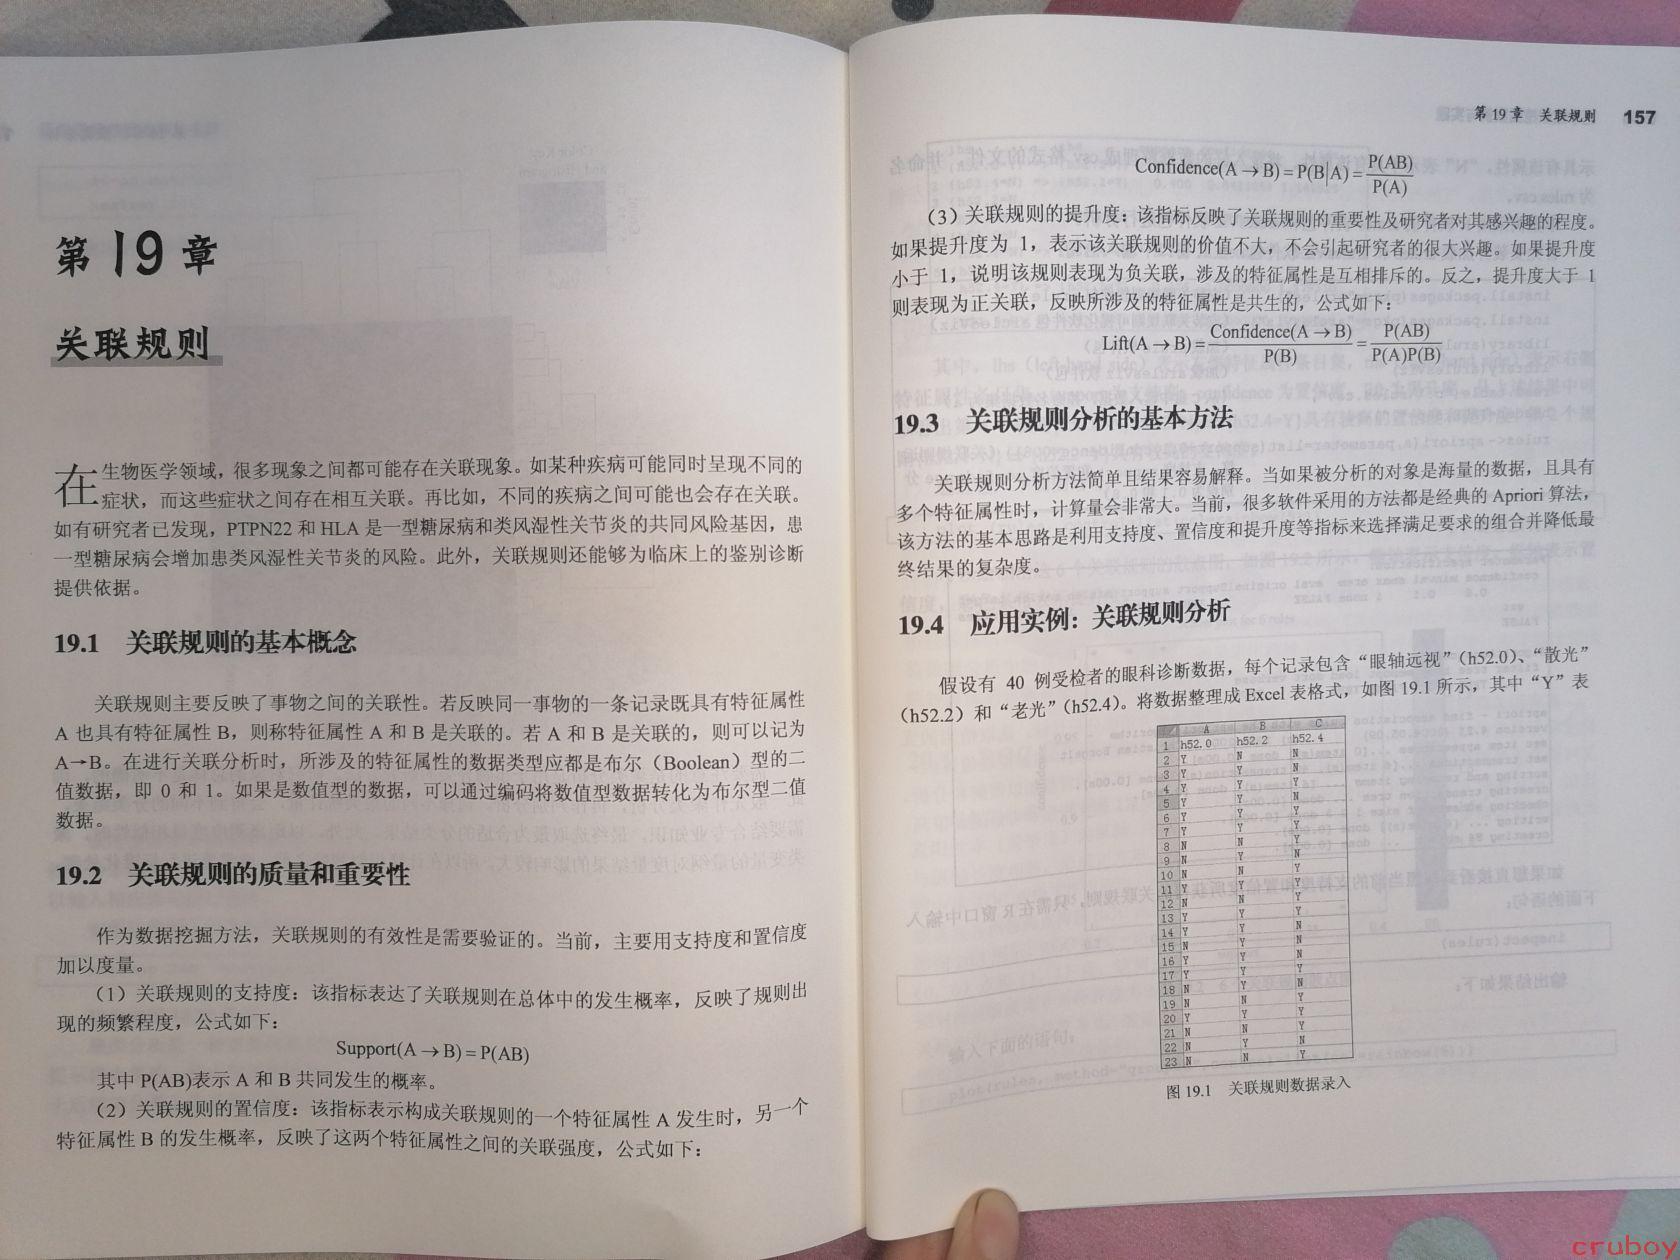 第19章
关联规则
在生物医学领域，很多现象之间都可能存在关联现象。如某种疾病可能同时呈现不同的
症状，而这些症状之间存在相互关联。再比如，不同的疾病之间可能也会存在关联。
如有研究者已发现，PTPN22 和 HLA 是一型糖尿病和类风湿性关节炎的共同风险基因，患
一型糖尿病会增加患类风湿性关节炎的风险。此外，关联规则还能够为临床上的鉴别诊断
提供依据。
19.1 关联规则的基本概念
关联规则主要反映了事物之间的关联性。若反映同一事物的一条记录既具有特征属性
A 也具有特征属性 B，则称特征属性 A 和 B 是关联的。若 A 和 B 是关联的，则可以记为
A→B。在进行关联分析时，所涉及的特征属性的数据类型应都是布尔（Boolean）型的二
值数据，即 0 和 1。如果是数值型的数据，可以通过编码将数值型数据转化为布尔型二值
数据。
19.2 关联规则的质量和重要性
作为数据挖掘方法，关联规则的有效性是需要验证的。当前，主要用支持度和置信度
加以度量。
（1）关联规则的支持度：该指标表达了关联规则在总体中的发生概率，反映了规则出
现的频繁程度，公式如下：
Support(A→B)=P(AB)
其中 P(AB)表示 A 和 B 共同发生的概率。
（2）关联规则的置信度：该指标表示构成关联规则的一个特征属性 A 发生时，另一个
特征属性 B 的发生概率，反映了这两个特征属性之间的关联强度，公式如下：
第 19 章 关联规则 157
Confidence(A→B)=P(B|A)=P(AB)/P(A)
（3）关联规则的提升度：该指标反映了关联规则的重要性及研究者对其感兴趣的程度。
如果提升度为 1，表示该关联规则的价值不大，不会引起研究者的很大兴趣。如果提升度
小于 1，说明该规则表现为负关联，涉及的特征属性是互相排斥的。反之，提升度大于 1
则表现为正关联，反映所涉及的特征属性是共生的，公式如下：
Lift(A→B)=Confidence(A→B)/P(B)=P(AB)/P(A)P(B)
19.3 关联规则分析的基本方法
关联规则分析方法简单且结果容易解释。当如果被分析的对象是海量的数据，且具有
多个特征属性时，计算量会非常大。当前，很多软件采用的方法都是经典的 Apriori 算法，
该方法的基本思路是利用支持度、置信度和提升度等指标来选择满足要求的组合并降低最
终结果的复杂度。
19.4 应用实例：关联规则分析
假设有 40 例受检者的眼科诊断数据，每个记录包含“眼轴远视”（h52.0）、“散光”
（h52.2）和“老光”（h52.4）。将数据整理成 Excel 表格式，如图 19.1 所示，其中“Y”表
A B C
1 h52.0 h52.2 h52.4
2 Y N N
3 Y Y N
4 Y Y Y
5 Y Y Y
6 Y Y Y
7 Y Y Y
8 N Y N
9 N Y N
10 N N Y
11 Y Y Y
12 N N Y
13 Y Y Y
14 Y Y N
15 N Y N
16 Y Y N
17 Y Y Y
18 N Y N
19 N N Y
20 Y Y Y
21 N N Y
22 N Y N
23 N N Y
图 19.1 关联规则数据录入
cruboy